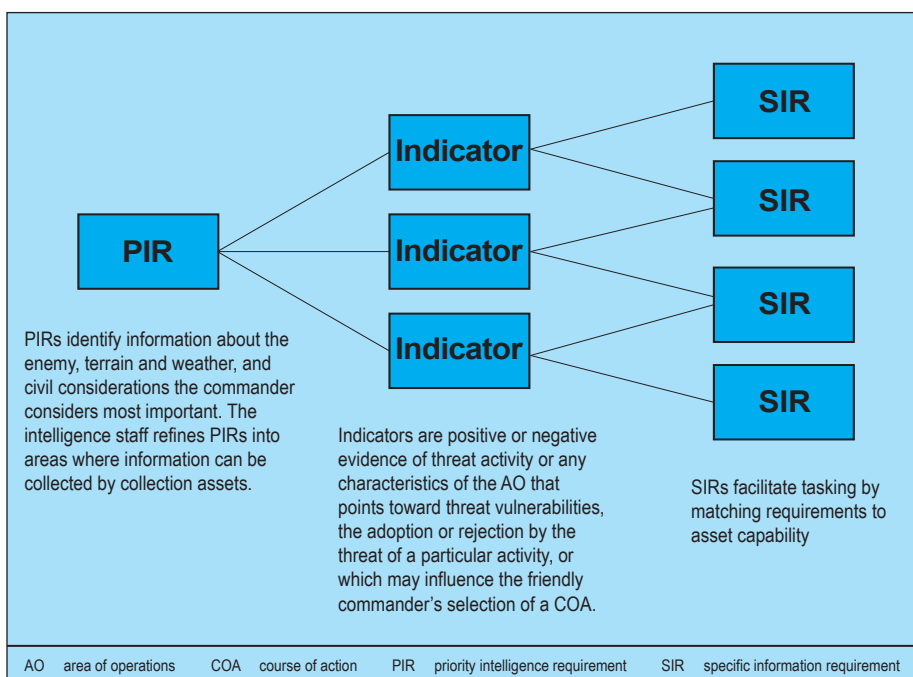 SIR
Indicator
SIR
PIR
Indicator
SIR
Indicator
SIR
PIRs identify information about the
enemy, terrain and weather, and
civil considerations the commander
considers most important. The
intelligence staff refines PIRs into
areas where information can be
collected by collection assets.
Indicators are positive or negative
evidence of threat activity or any
characteristics of the AO that
points toward threat vulnerabilities,
the adoption or rejection by the
threat of a particular activity, or
which may influence the friendly
commander’s selection of a COA.
SIRs facilitate tasking by
matching requirements to
asset capability
AO area of operations COA course of action PIR priority intelligence requirement SIR specific information requirement